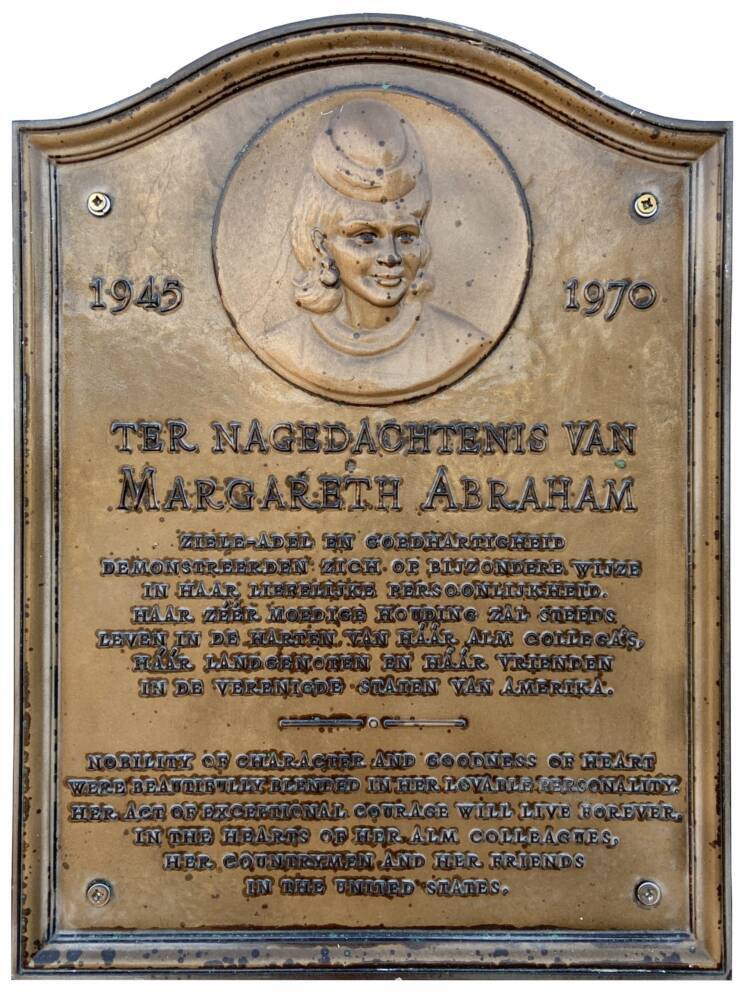 1945
1970
TER NAGEDACHTENIS VAN
MARGARETH ABRAHAM
ZIELE-ADEL EN GOEDHARTIGHEID
DEMONSTREERDEN ZICH OP BIJZONDERE WIJZE
IN HAAR LIEFELIJKE PERSOONLIJKHEID.
HAAR ZÉÉR MOEDIGE HOUDING ZAL STEEDS
LEVEN IN DE HARTEN VAN HÁÁR ALM COLLEGA'S,
HÁÁR LANDGENOTEN EN HÁÁR VRIENDEN
IN DE VERENIGDE STATEN VAN AMERIKA.
NOBILITY OF CHARACTER AND GOODNESS OF HEART
WERE BEAUTIFULLY BLENDED IN HER LOVABLE PERSONALITY.
HER ACT OF EXCEPTIONAL COURAGE WILL LIVE FOREVER,
IN THE HEARTS OF HER ALM COLLEAGUES,
HER COUNTRYMEN AND HER FRIENDS
IN THE UNITED STATES.